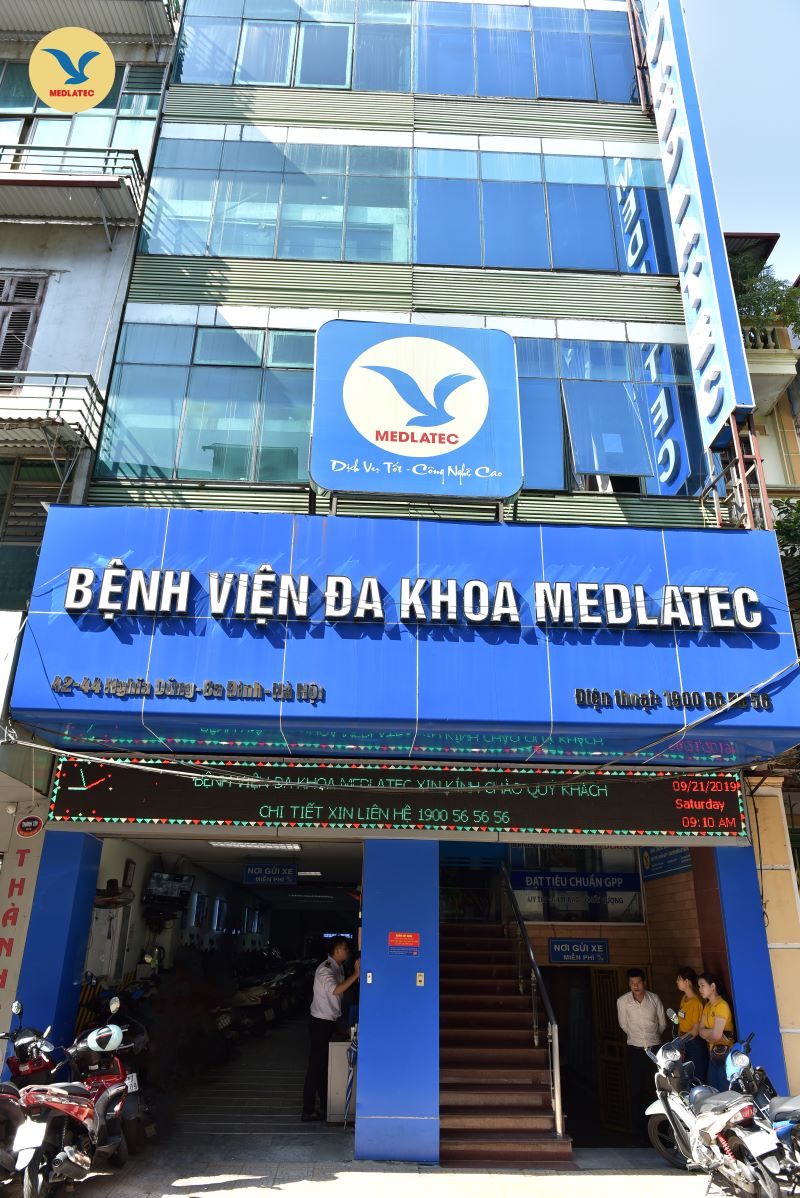 MEDLATEC
MEDLATEC
MEDLATEC
Dịch Vụ Tốt - Công Nghệ Cao
BỆNH VIỆN ĐA KHOA MEDLATEC
42-44 Nghĩa Dũng-Ba Đình-Hà Nội
Điện thoại: 1900 56 56 56
BỆNH VIỆN ĐA KHOA MEDLATEC XIN KÍNH CHÀO QUÝ KHÁCH
CHI TIẾT XIN LIÊN HỆ 1900 56 56 56
09/21/2019
Saturday
09:10 AM
THÀNH
NƠI GỬI XE
MIỄN PHÍ
ĐẠT TIÊU CHUẨN GPP
NƠI GỬI XE
MIỄN PHÍ